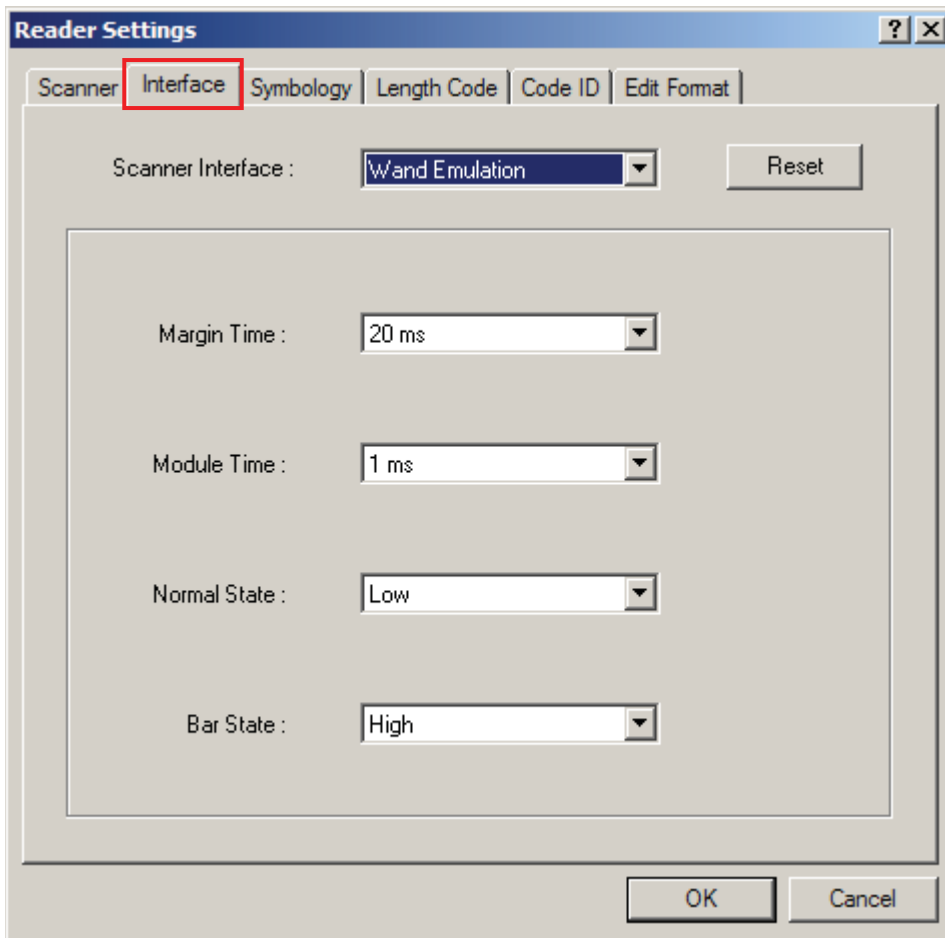 Reader Settings
Scanner Interface Symbology Length Code Code ID Edit Format
Scanner Interface : Wand Emulation Reset
Margin Time : 20 ms
Module Time : 1 ms
Normal State : Low
Bar State : High
OK Cancel